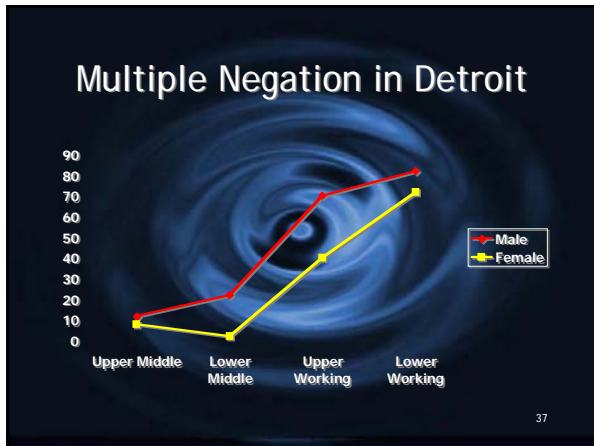 Multiple Negation in Detroit
90
80
70
60
50
40
30
20
10
0
Upper Middle
Lower
Middle
Upper
Working
Lower
Working
Male
Female
37